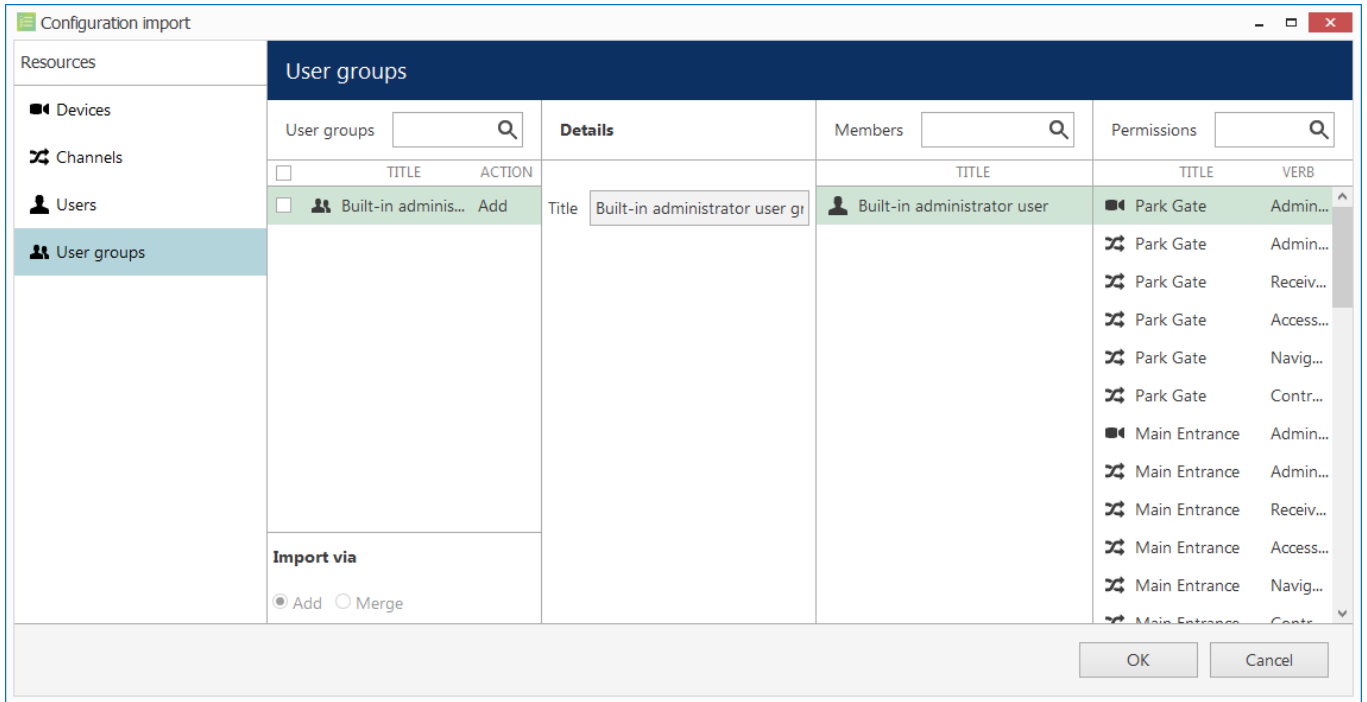 Configuration import
Resources
Devices
Channels
Users
User groups
User groups
User groups
TITLE ACTION
Built-in adminis... Add
Import via
Add Merge
Details
Title Built-in administrator user gr
Members
TITLE
Built-in administrator user
Permissions
TITLE VERB
Park Gate Admin...
Park Gate Admin...
Park Gate Receiv...
Park Gate Access...
Park Gate Navig...
Park Gate Contr...
Main Entrance Admin...
Main Entrance Admin...
Main Entrance Receiv...
Main Entrance Access...
Main Entrance Navig...
Main Entrance Contr...
OK Cancel